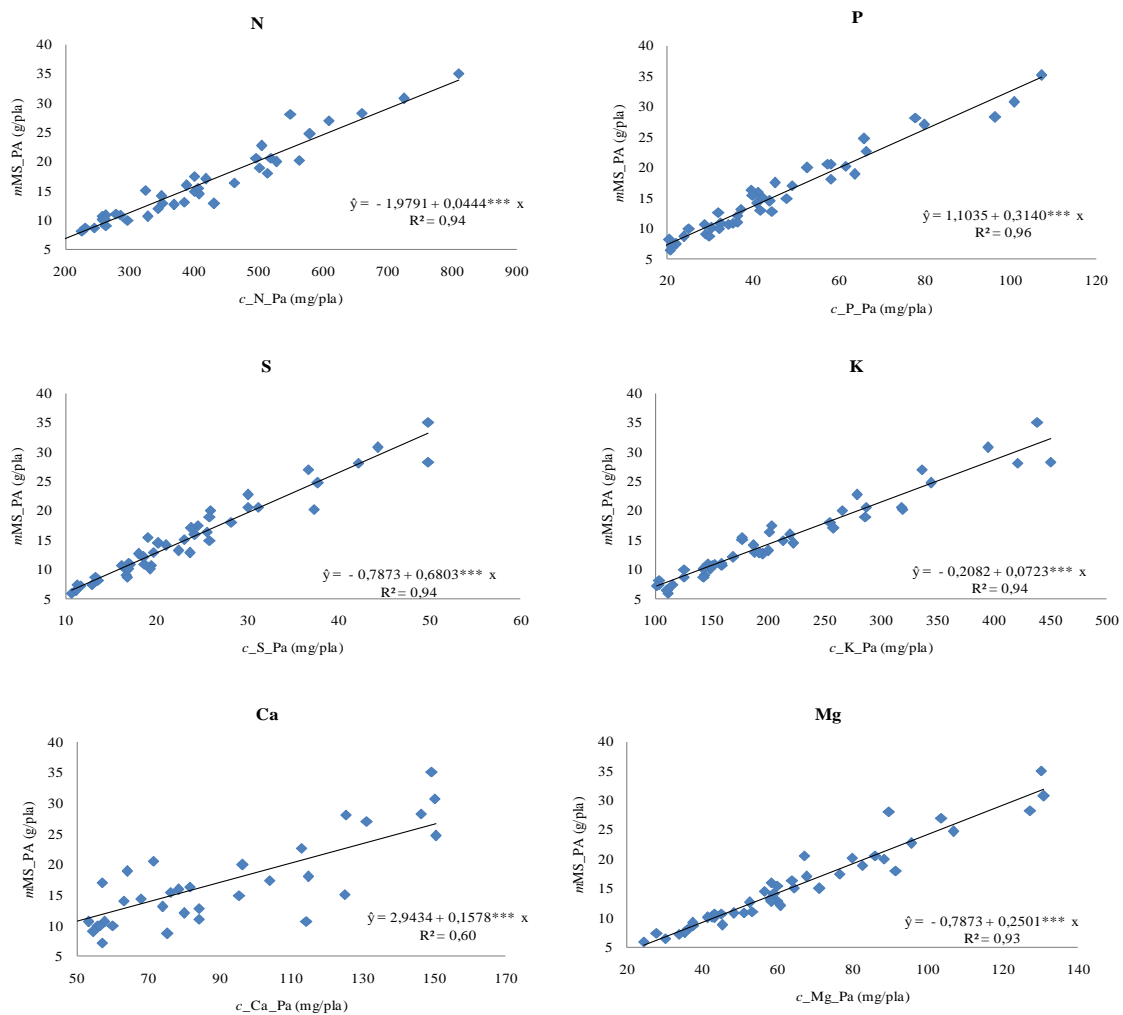 N
40
35
30
25
20
15
10
5
mMS_PA (g/pla)
ŷ = - 1,9791 + 0,0444*** x
R² = 0,94
200 300 400 500 600 700 800 900
c_N_Pa (mg/pla)
P
40
35
30
25
20
15
10
5
mMS_PA (g/pla)
ŷ = 1,1035 + 0,3140*** x
R² = 0,96
20 40 60 80 100 120
c_P_Pa (mg/pla)
S
40
35
30
25
20
15
10
5
mMS_PA (g/pla)
ŷ = - 0,7873 + 0,6803*** x
R² = 0,94
10 20 30 40 50 60
c_S_Pa (mg/pla)
K
40
35
30
25
20
15
10
5
mMS_PA (g/pla)
ŷ = - 0,2082 + 0,0723*** x
R² = 0,94
100 150 200 250 300 350 400 450 500
c_K_Pa (mg/pla)
Ca
40
35
30
25
20
15
10
5
mMS_PA (g/pla)
ŷ = 2,9434 + 0,1578*** x
R² = 0,60
50 70 90 110 130 150 170
c_Ca_Pa (mg/pla)
Mg
40
35
30
25
20
15
10
5
mMS_PA (g/pla)
ŷ = - 0,7873 + 0,2501*** x
R² = 0,93
20 40 60 80 100 120 140
c_Mg_Pa (mg/pla)